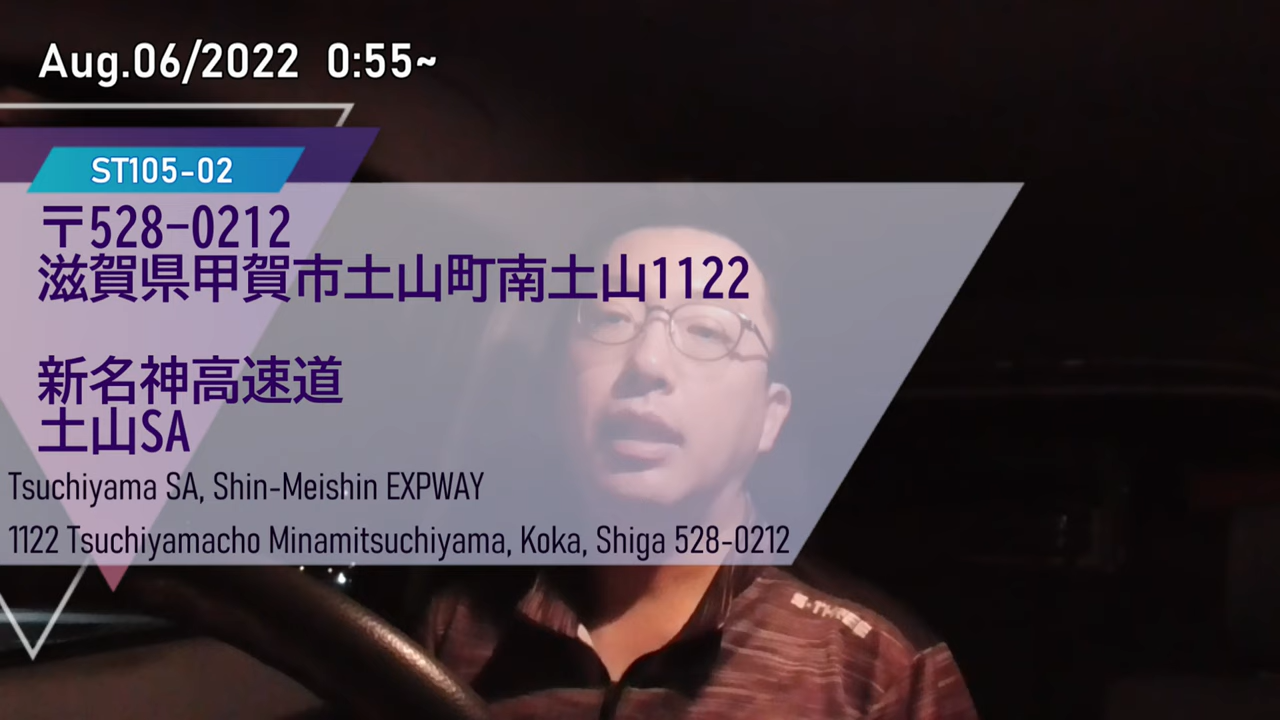 Aug.06/2022 0:55~
ST105-02
〒528-0212
滋賀県甲賀市土山町南土山1122
新名神高速道
土山SA
Tsuchiyama SA, Shin-Meishin EXPWAY
1122 Tsuchiyamacho Minamitsuchiyama, Koka, Shiga 528-0212